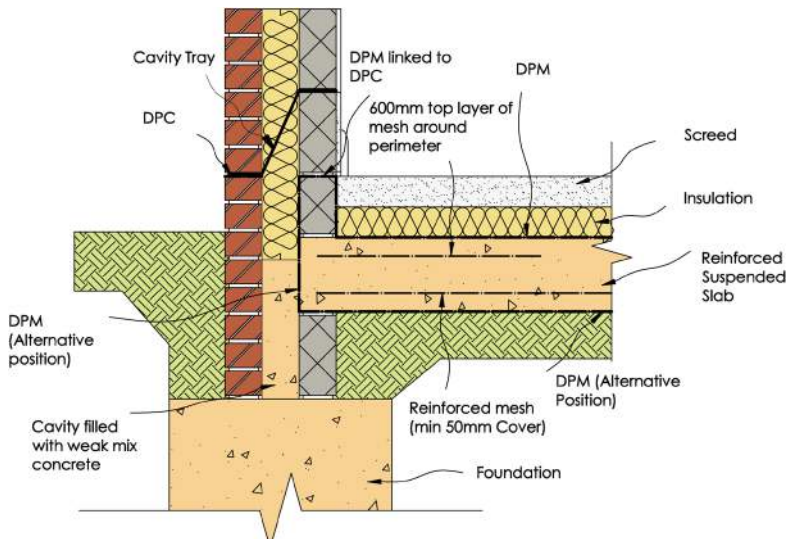 Cavity Tray
DPM linked to
DPC
DPM
DPC
600mm top layer of
mesh around
perimeter
Screed
Insulation
Reinforced
Suspended
Slab
DPM
(Alternative
position)
DPM (Alternative
Position)
Cavity filled
with weak mix
concrete
Reinforced mesh
(min 50mm Cover)
Foundation